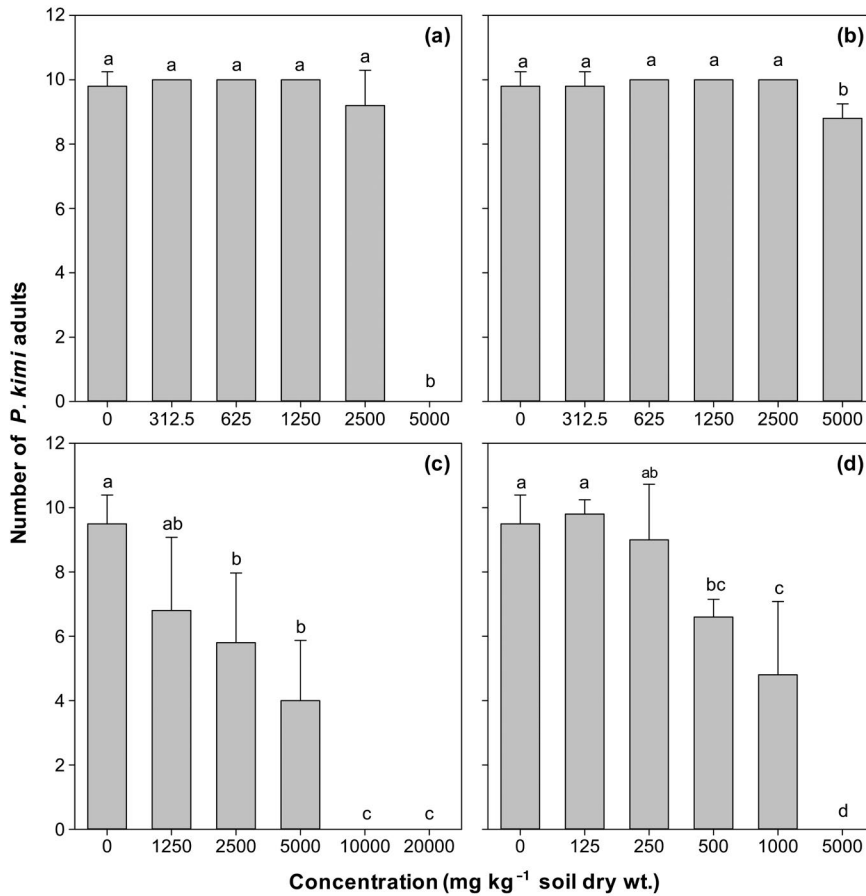 12
(a)
a
a
a
a
a
10
8
6
4
2
b
0
0 312.5 625 1250 2500 5000
(b)
a
a
a
a
a
b
0 312.5 625 1250 2500 5000
Number of P. kimi adults
12
(c)
a
10
ab
8
b
b
6
4
2
c c
0
0 1250 2500 5000 10000 20000
(d)
a
a
ab
bc
c
d
0 125 250 500 1000 5000
Concentration (mg kg⁻¹ soil dry wt.)